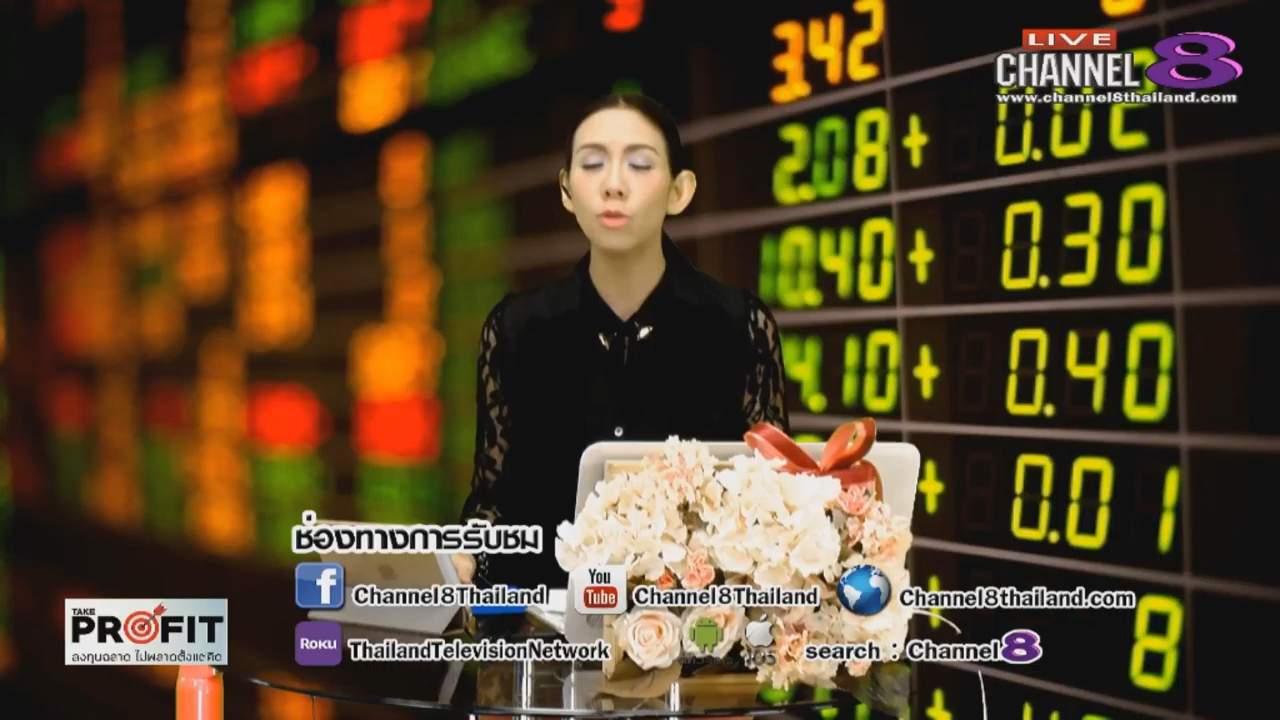 LIVE
CHANNEL 8
www.channel8thailand.com
3.42
2.08 + 0.02
10.40 + 0.30
4.10 + 0.40
+ 0.01
8
ช่องทางการรับชม
f Channel8Thailand
You Tube Channel8Thailand
Channel8thailand.com
TAKE
PROFIT
ลงทุนฉลาด ไม่พลาดตั้งแต่คิด
ROKU ThailandTelevisionNetwork
search : Channel 8